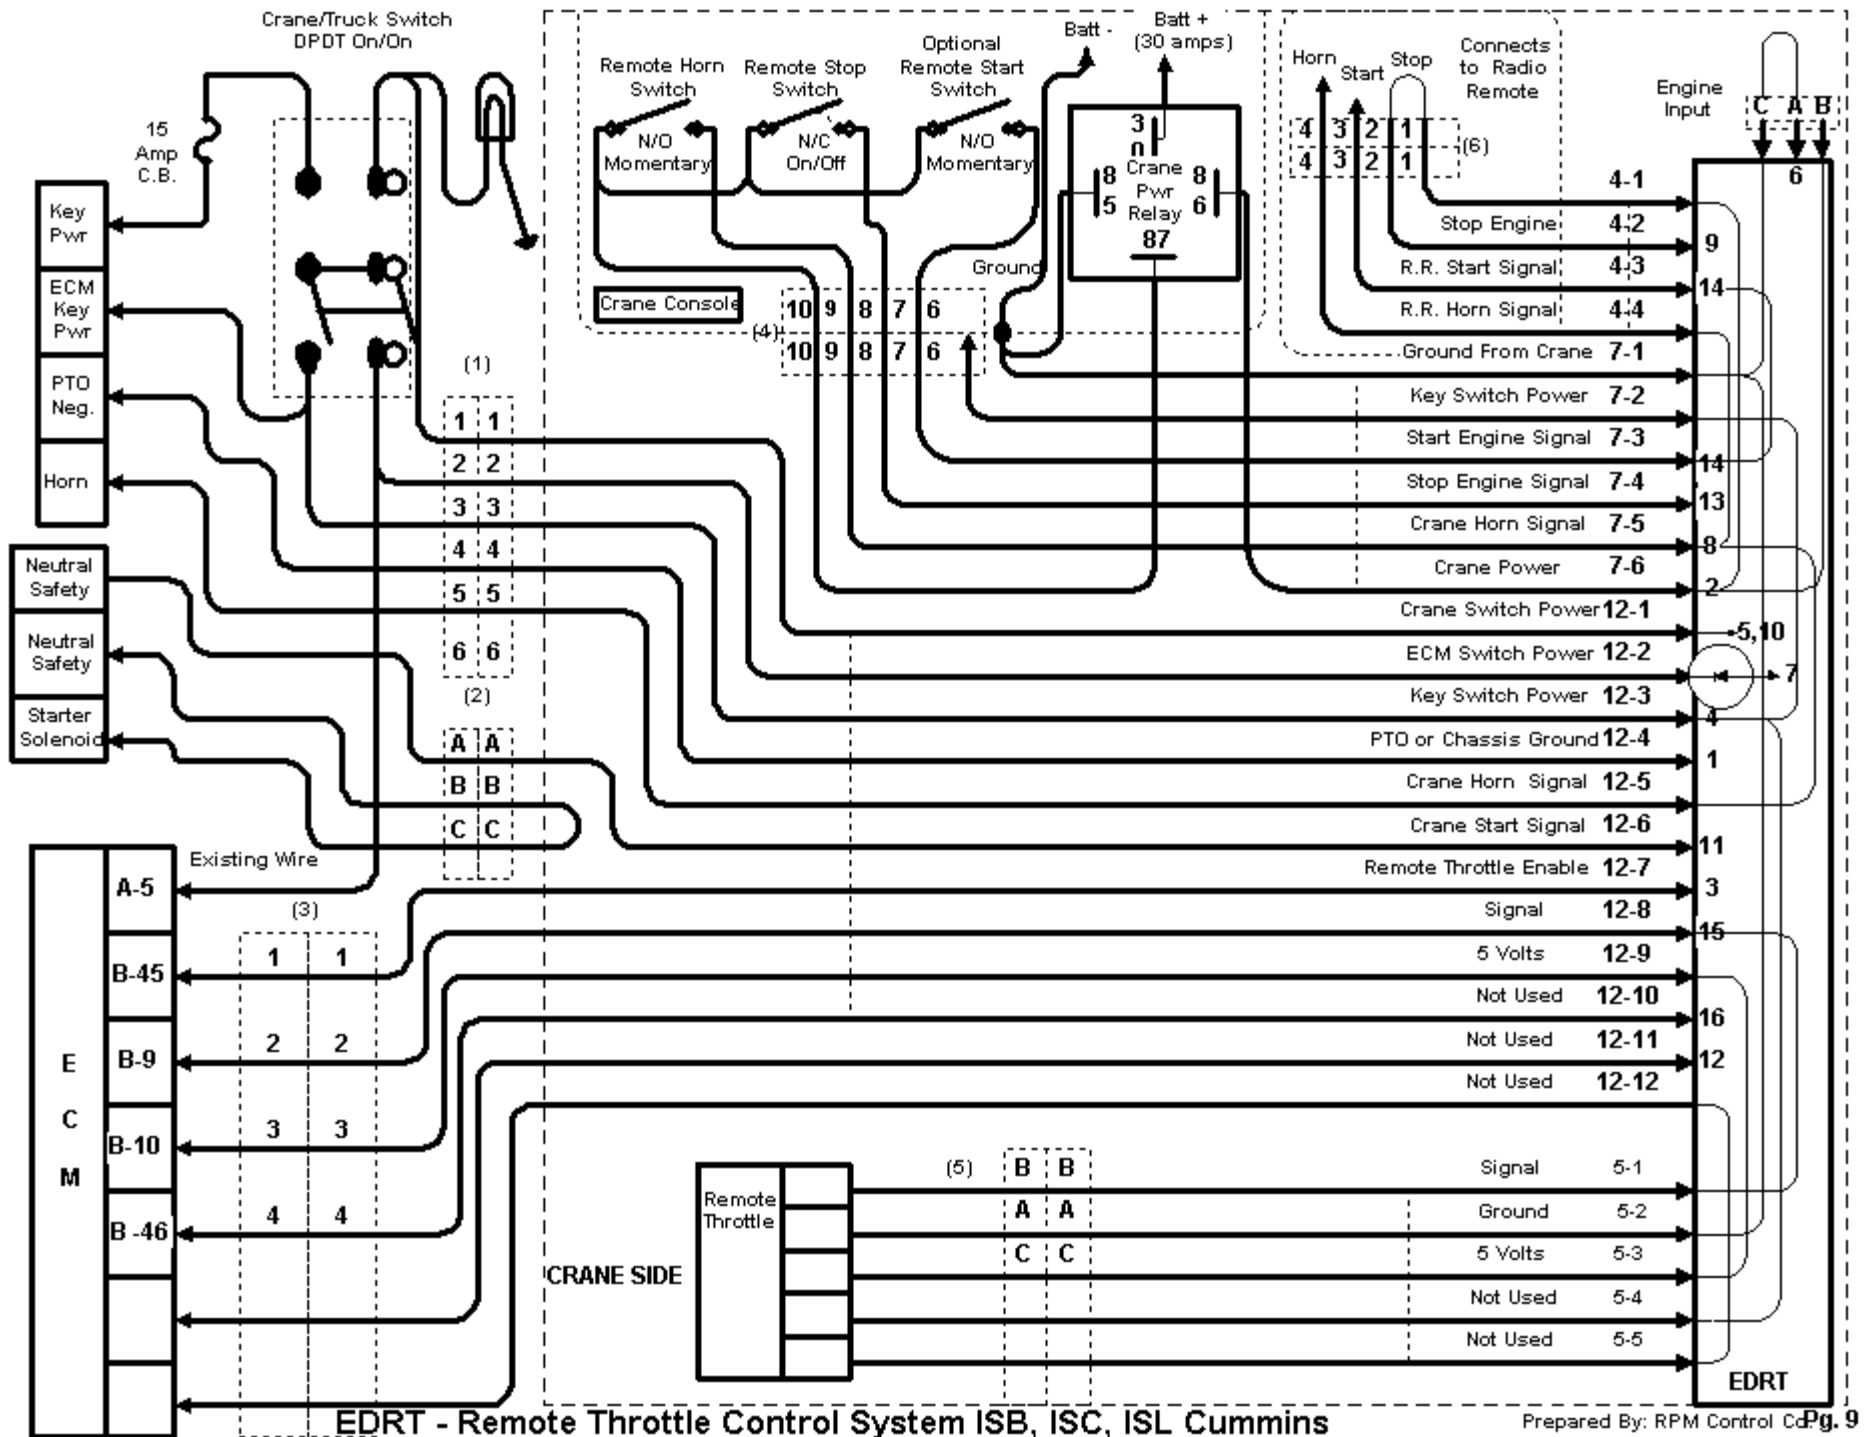 Crane/Truck Switch
DPDT On/On
15
Amp
C.B.
Key
Pwr
ECM
Key
Pwr
PTO
Neg.
Horn
Neutral
Safety
Neutral
Safety
Starter
Solenoid
(1)
1 1
2 2
3 3
4 4
5 5
6 6
(2)
A A
B B
C C
Existing Wire
E
C
M
A-5
B-45
B-9
B-10
B -46
(3)
1 1
2 2
3 3
4 4
Remote Horn
Switch
N/O
Momentary
Remote Stop
Switch
N/C
On/Off
Optional
Remote Start
Switch
N/O
Momentary
Batt -
Batt +
(30 amps)
3
0
8
5
Crane
Pwr
Relay
8
6
87
Ground
Crane Console
(4)
10 9 8 7 6
10 9 8 7 6
Horn
Start
Stop
Connects
to Radio
Remote
4 3 2 1
4 3 2 1
(6)
Engine
Input
C A B
6
4-1
Stop Engine 4-2
9
R.R. Start Signal 4-3
14
R.R. Horn Signal 4-4
Ground From Crane 7-1
Key Switch Power 7-2
Start Engine Signal 7-3
14
Stop Engine Signal 7-4
13
Crane Horn Signal 7-5
8
Crane Power 7-6
2
Crane Switch Power 12-1
5,10
ECM Switch Power 12-2
7
Key Switch Power 12-3
4
PTO or Chassis Ground 12-4
1
Crane Horn Signal 12-5
Crane Start Signal 12-6
11
Remote Throttle Enable 12-7
3
Signal 12-8
15
5 Volts 12-9
Not Used 12-10
16
Not Used 12-11
12
Not Used 12-12
CRANE SIDE
Remote
Throttle
(5)
B B
A A
C C
Signal 5-1
Ground 5-2
5 Volts 5-3
Not Used 5-4
Not Used 5-5
EDRT
EDRT - Remote Throttle Control System ISB, ISC, ISL Cummins
Prepared By: RPM Control Co. Pg. 9